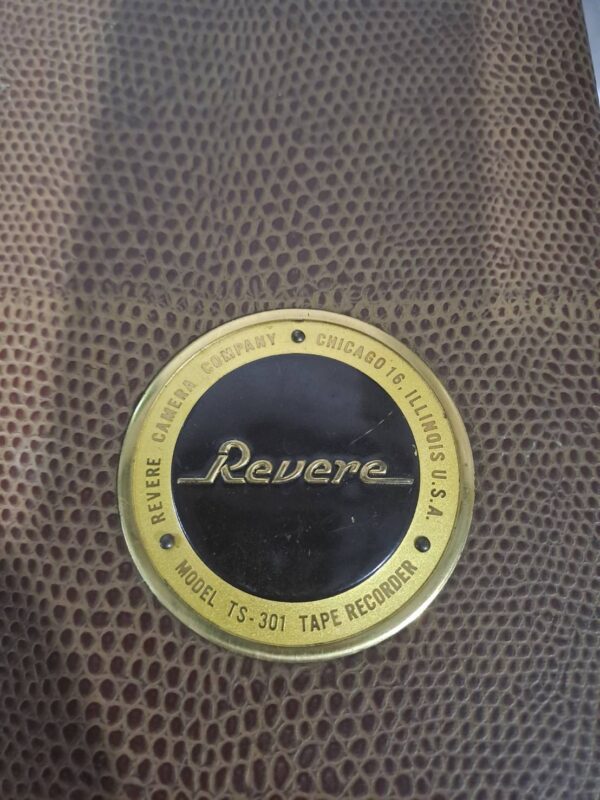 REVERE CAMERA COMPANY
CHICAGO 16, ILLINOIS U.S.A.
Revere
MODEL TS-301 TAPE RECORDER